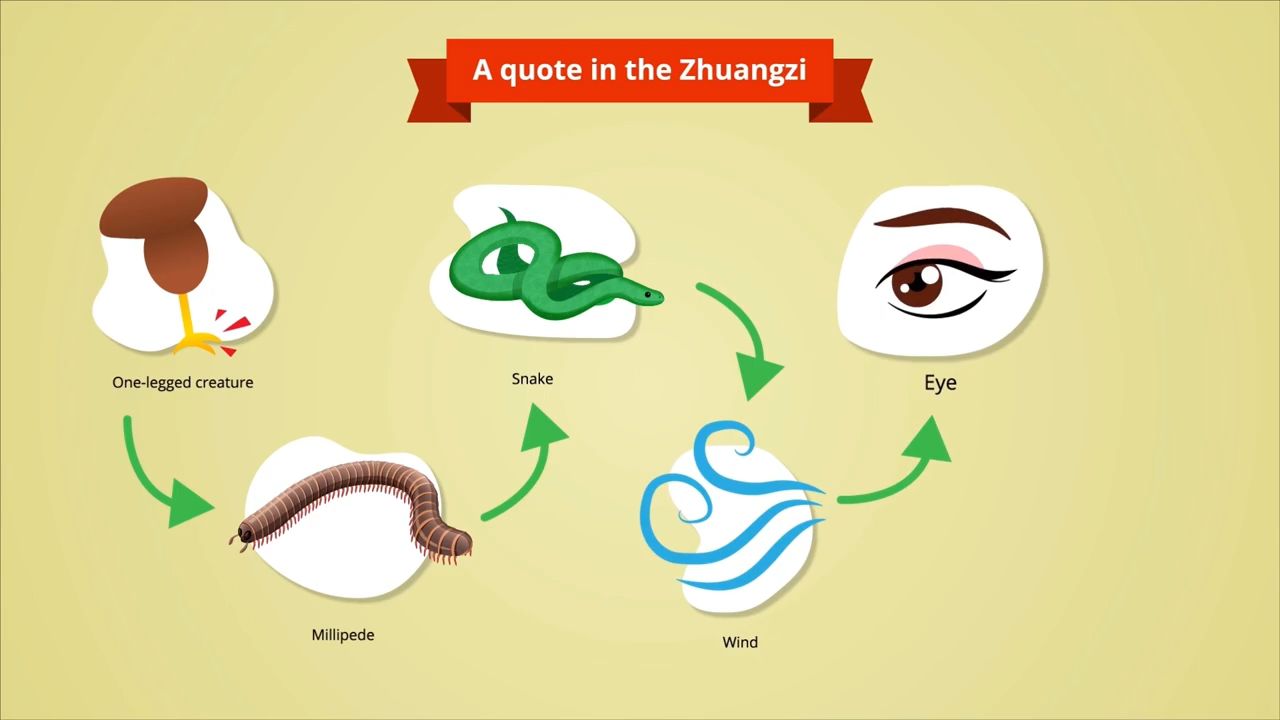 A quote in the Zhuangzi
One-legged creature
Millipede
Snake
Wind
Eye